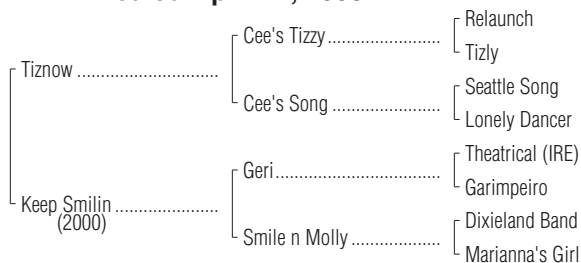 Relaunch
Cee's Tizzy
Tizly
Tiznow
Seattle Song
Cee's Song
Lonely Dancer
Theatrical (IRE)
Geri
Garimpeiro
Keep Smilin
(2000)
Dixieland Band
Smile n Molly
Marianna's Girl